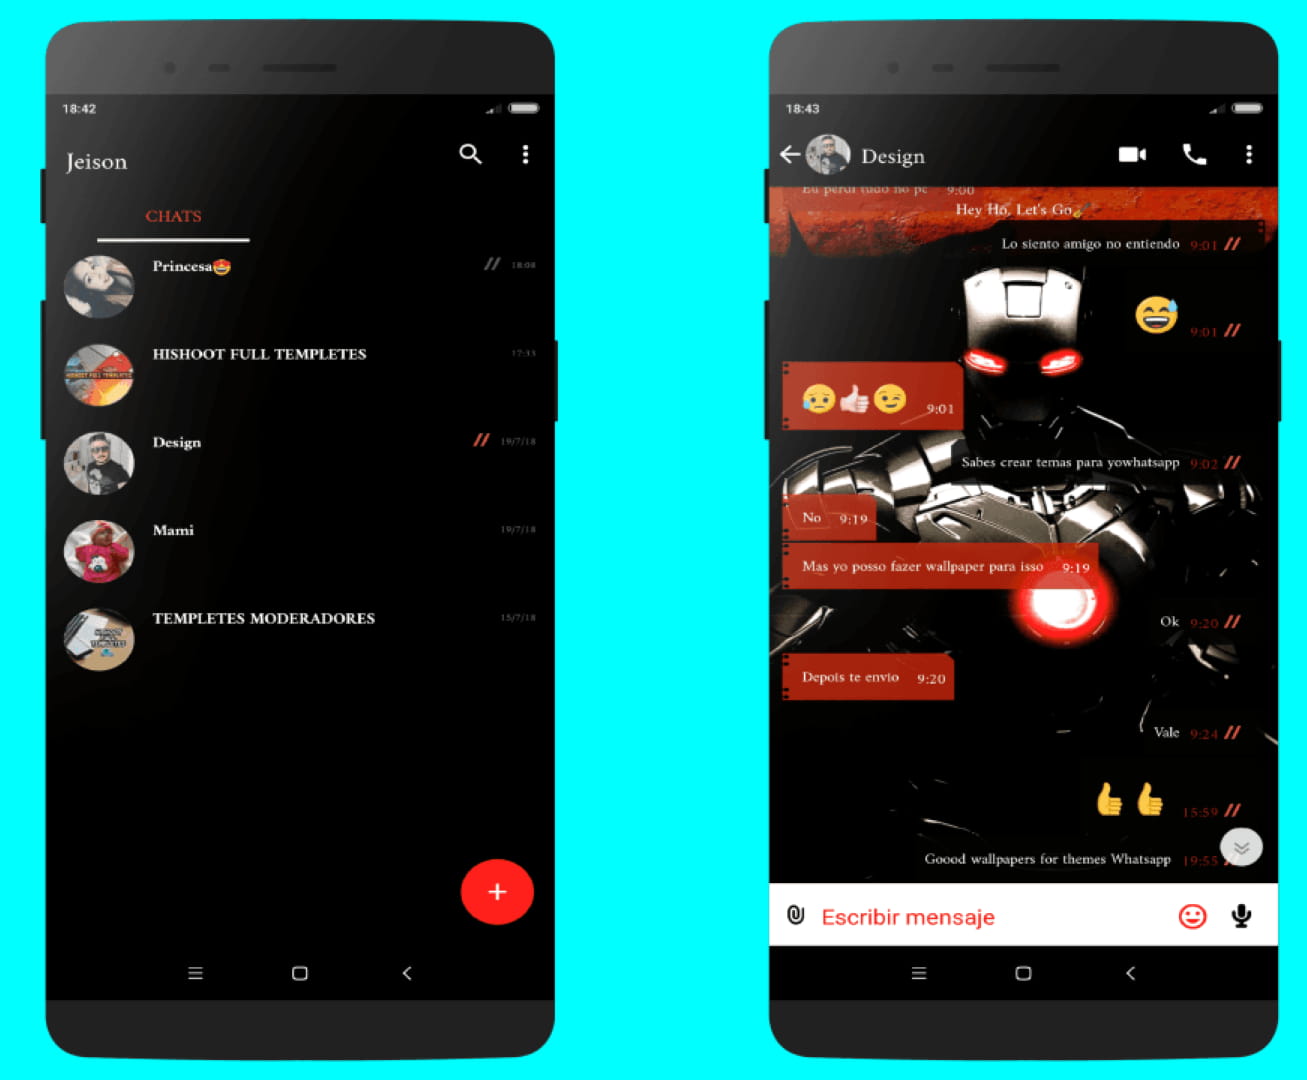 18:42
Jeison
CHATS
Princesa🤩 18:08
HISHOOT FULL TEMPLETES 17:33
HISHOOT FULL TEMPLATES
Design 19/7/18
Mami 19/7/18
TEMPLETES MODERADORES 15/7/18
+
18:43
Design
Eu perdi tudo no pc 9:00
Hey Ho, Let's Go🎸
Lo siento amigo no entiendo 9:01
😅 9:01
😥👍🏻😉 9:01
Sabes crear temas para yowhatsapp 9:02
No 9:19
Mas yo posso fazer wallpaper para isso 9:19
Ok 9:20
Depois te envio 9:20
Vale 9:24
👍👍 15:59
Goood wallpapers for themes Whatsapp 19:55
Escribir mensaje